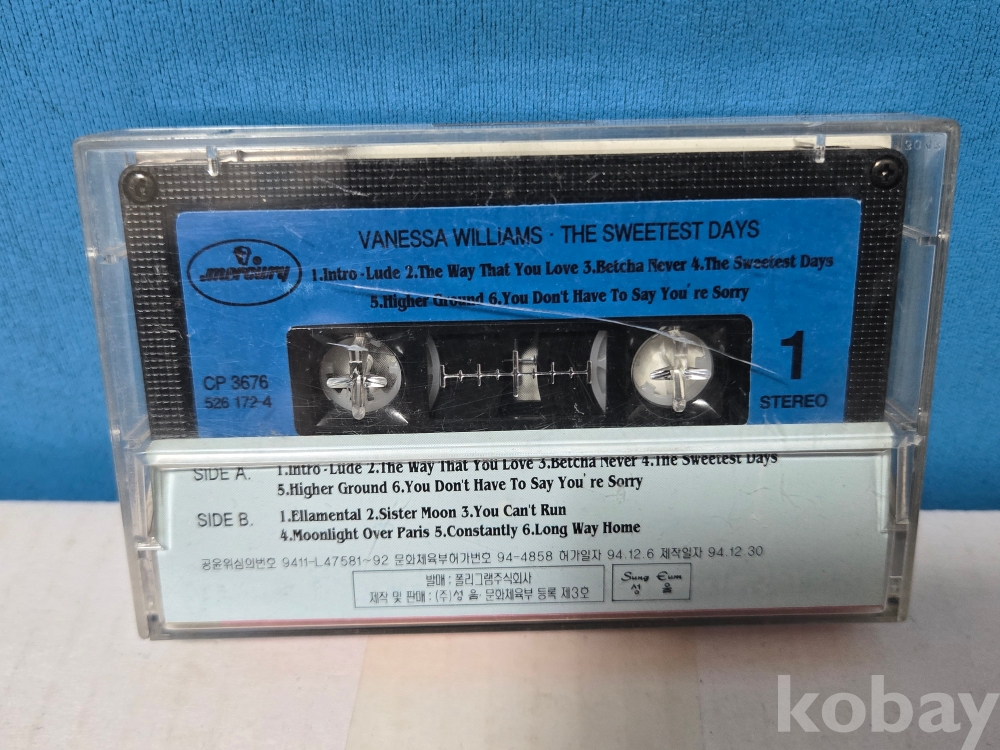 VANESSA WILLIAMS · THE SWEETEST DAYS
mercury
1.Intro-Lude 2.The Way That You Love 3.Betcha Never 4.The Sweetest Days
5.Higher Ground 6.You Don't Have To Say You're Sorry
CP 3676
526 172-4
1
STEREO
SIDE A. 1.Intro-Lude 2.The Way That You Love 3.Betcha Never 4.The Sweetest Days
5.Higher Ground 6.You Don't Have To Say You're Sorry
SIDE B. 1.Ellamental 2.Sister Moon 3.You Can't Run
4.Moonlight Over Paris 5.Constantly 6.Long Way Home
공윤위심의번호 9411-L47581~92 문화체육부허가번호 94-4858 허가일자 94.12.6 제작일자 94.12.30
발매 : 폴리그램주식회사
제작 및 판매 : (주)성 음· 문화체육부 등록 제3호
Sung Eum
성 음
kobay